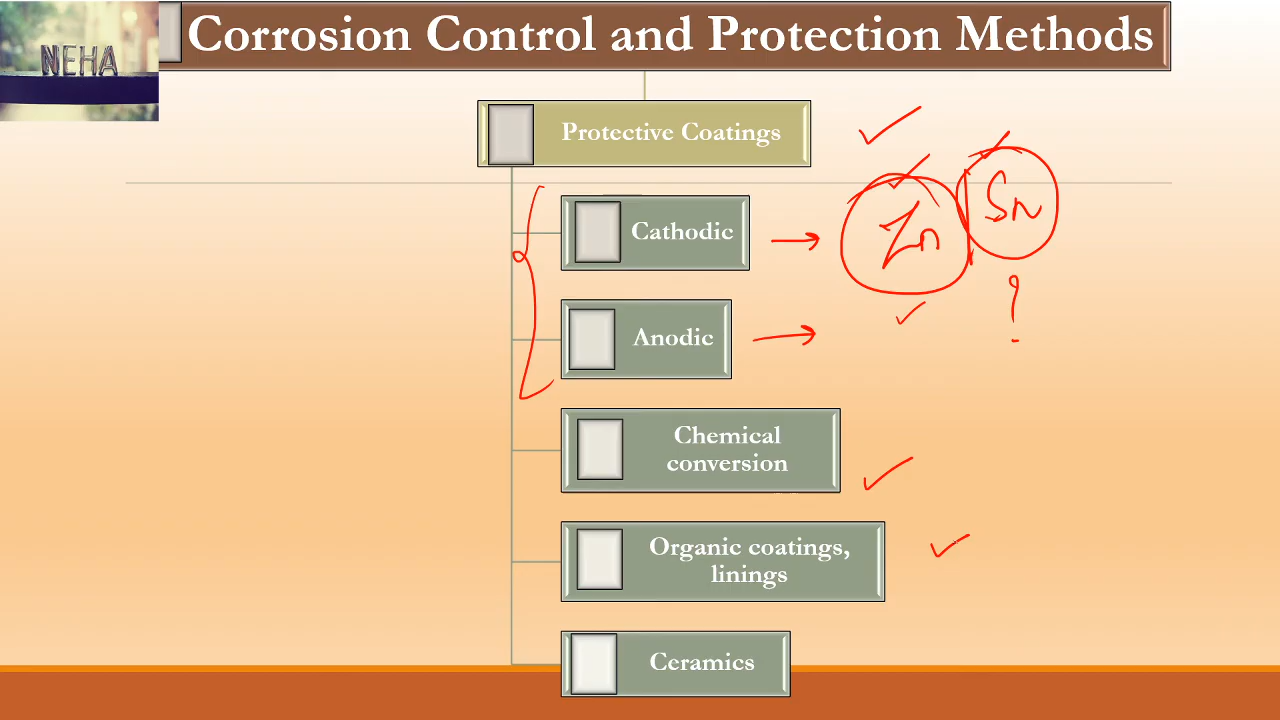 NEHA
Corrosion Control and Protection Methods
Protective Coatings
Cathodic
Zn
Sn
?
Anodic
Chemical
conversion
Organic coatings,
linings
Ceramics